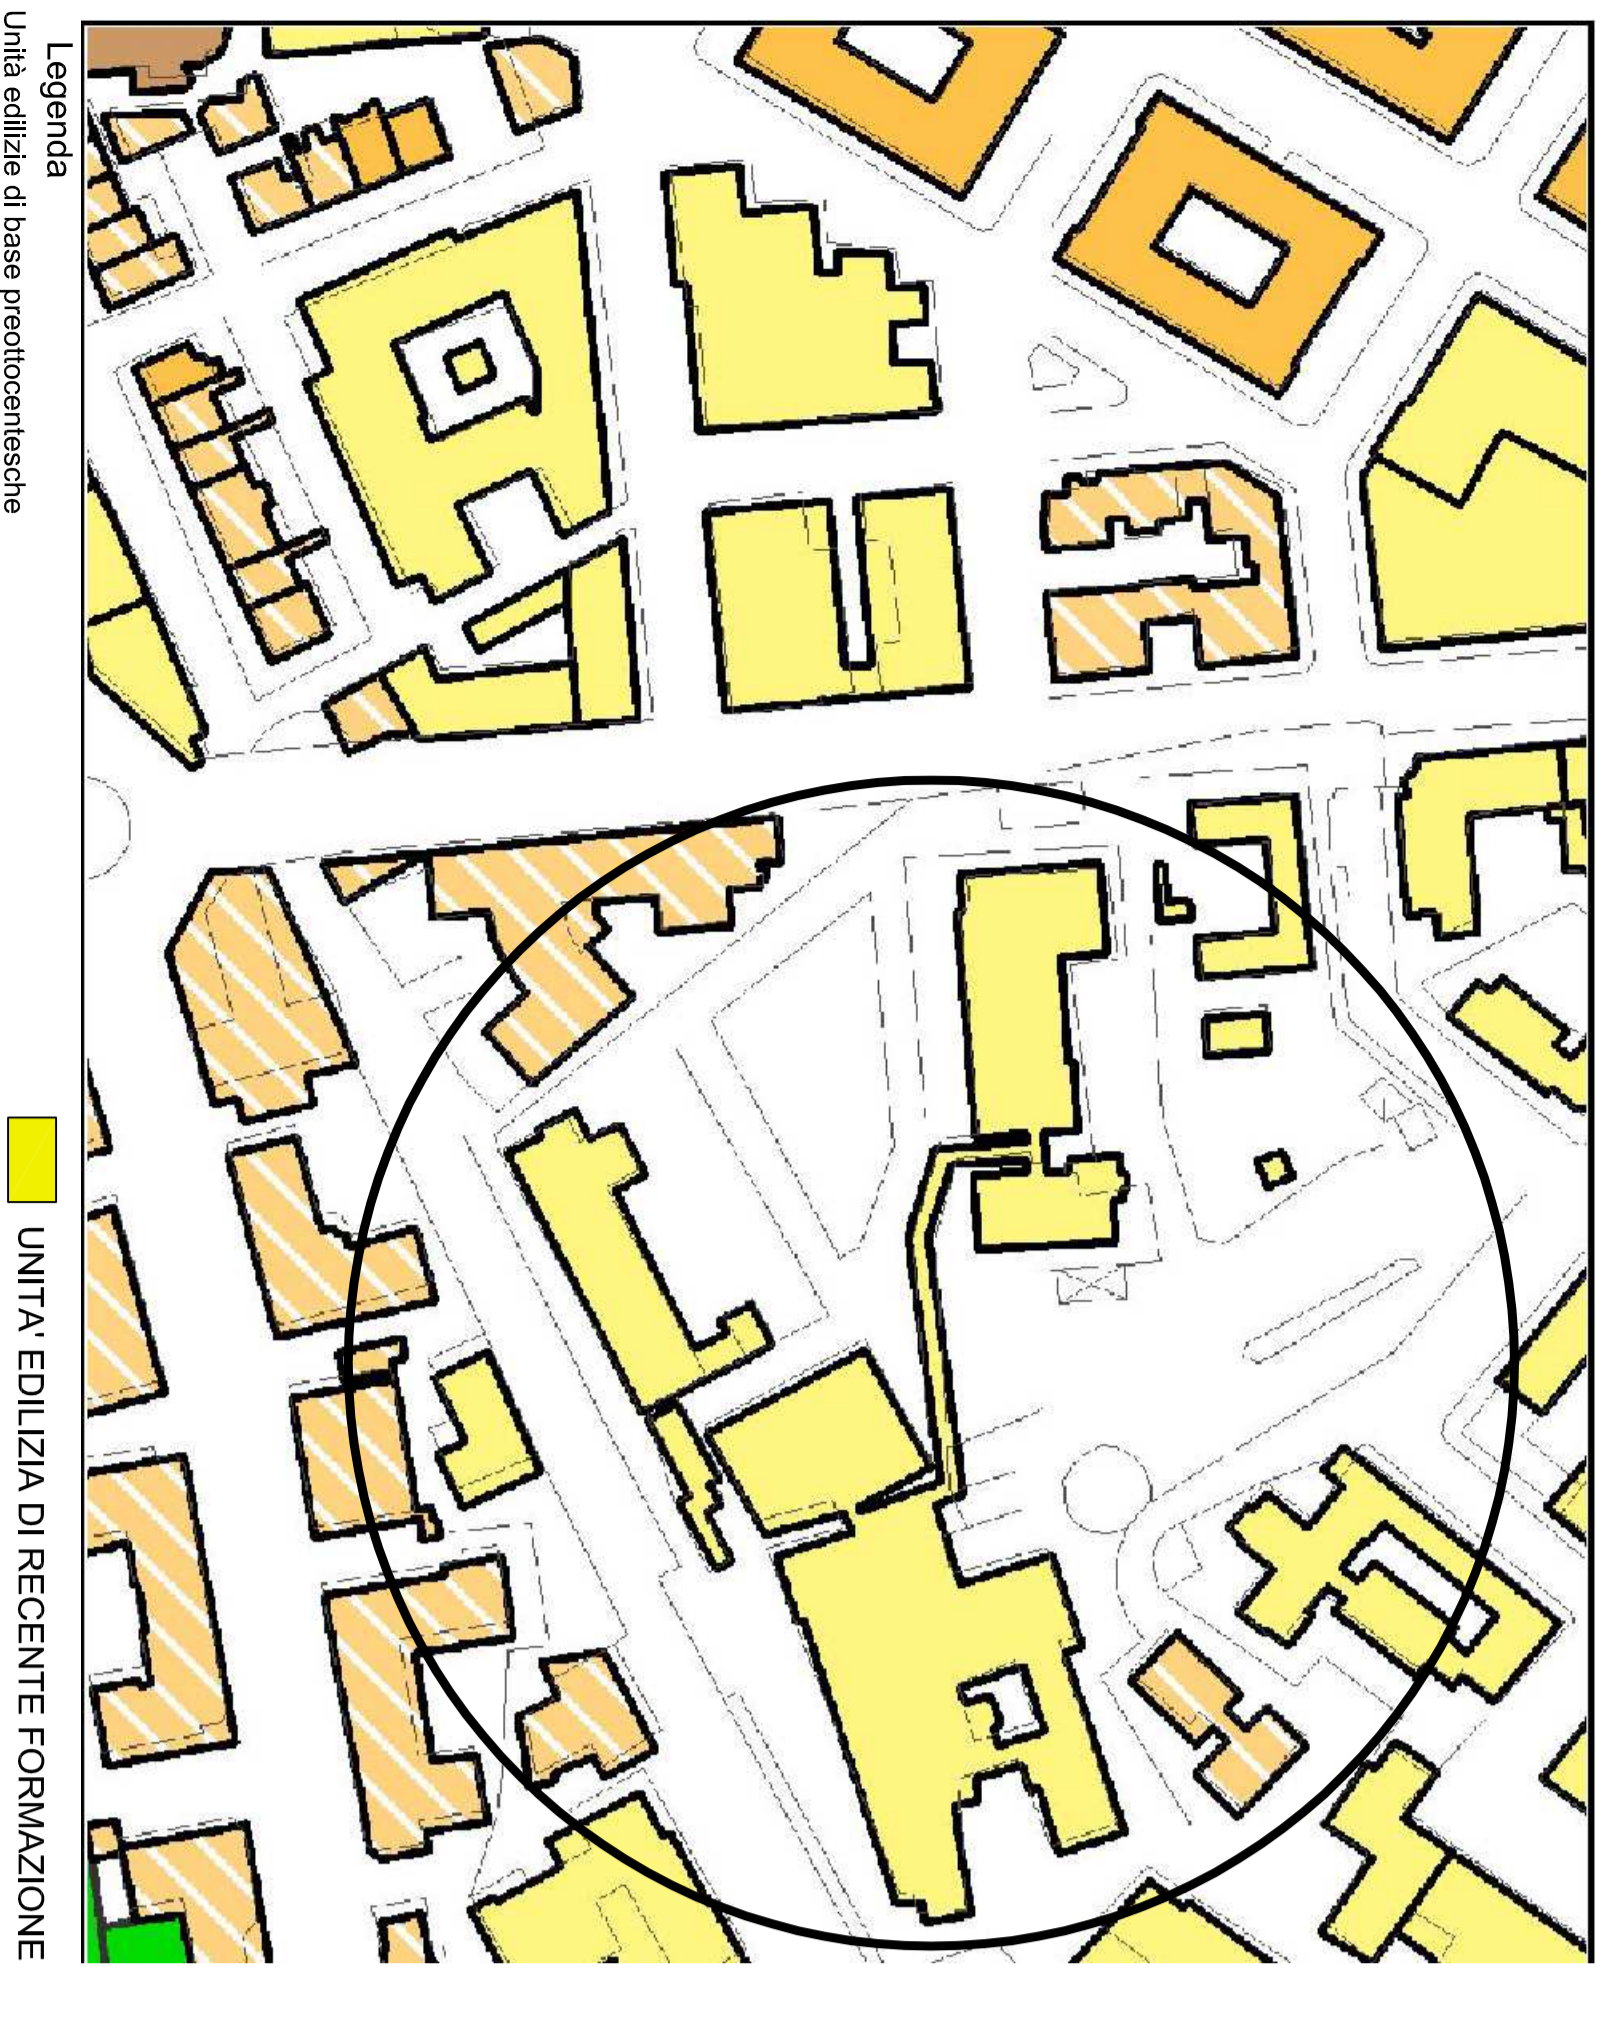 Legenda
Unità edilizie di base preottocentesche
UNITA' EDILIZIA DI RECENTE FORMAZIONE